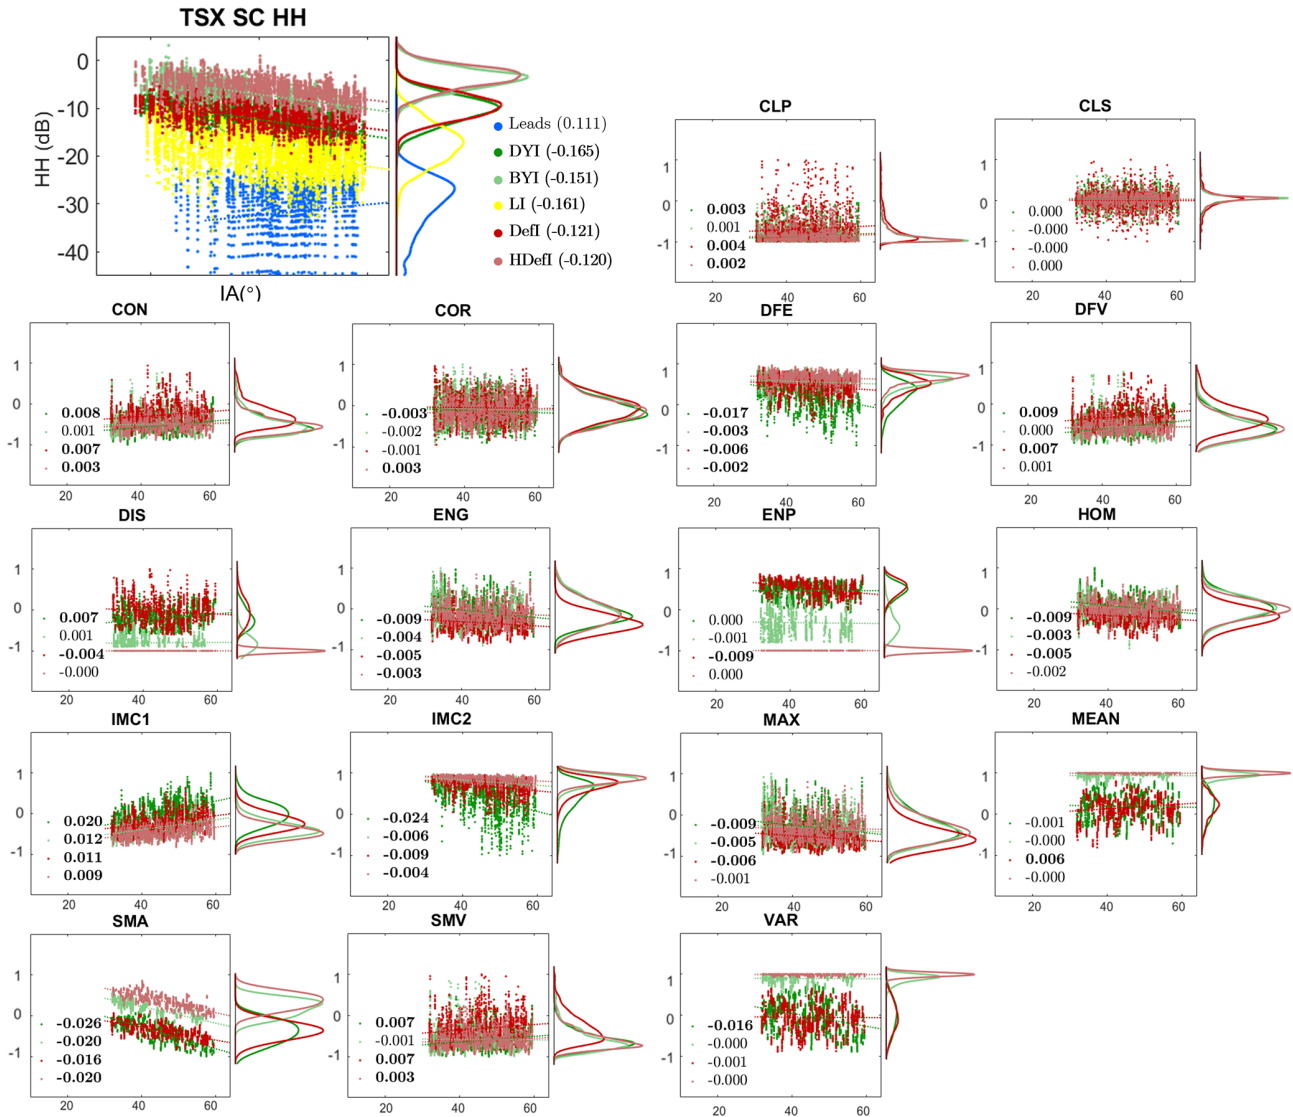 TSX SC HH
HH (dB)
0
-10
-20
-30
-40
IA(°)
Leads (0.111)
DYI (-0.165)
BYI (-0.151)
LI (-0.161)
DefI (-0.121)
HDefI (-0.120)
CLP
1
0
-1
0.003
0.001
0.004
0.002
20 40 60
CLS
1
0
-1
0.000
-0.000
-0.000
0.000
20 40 60
CON
1
0
-1
0.008
0.001
0.007
0.003
20 40 60
COR
1
0
-1
-0.003
-0.002
-0.001
0.003
20 40 60
DFE
1
0
-1
-0.017
-0.003
-0.006
-0.002
20 40 60
DFV
1
0
-1
0.009
0.000
0.007
0.001
20 40 60
DIS
1
0
-1
0.007
0.001
-0.004
-0.000
20 40 60
ENG
1
0
-1
-0.009
-0.004
-0.005
-0.003
20 40 60
ENP
1
0
-1
0.000
-0.001
-0.009
0.000
20 40 60
HOM
1
0
-1
-0.009
-0.003
-0.005
-0.002
20 40 60
IMC1
1
0
-1
0.020
0.012
0.011
0.009
20 40 60
IMC2
1
0
-1
-0.024
-0.006
-0.009
-0.004
20 40 60
MAX
1
0
-1
-0.009
-0.005
-0.006
-0.001
20 40 60
MEAN
1
0
-1
-0.001
-0.000
0.006
-0.000
20 40 60
SMA
1
0
-1
-0.026
-0.020
-0.016
-0.020
20 40 60
SMV
1
0
-1
0.007
-0.001
0.007
0.003
20 40 60
VAR
1
0
-1
-0.016
-0.000
-0.001
-0.000
20 40 60